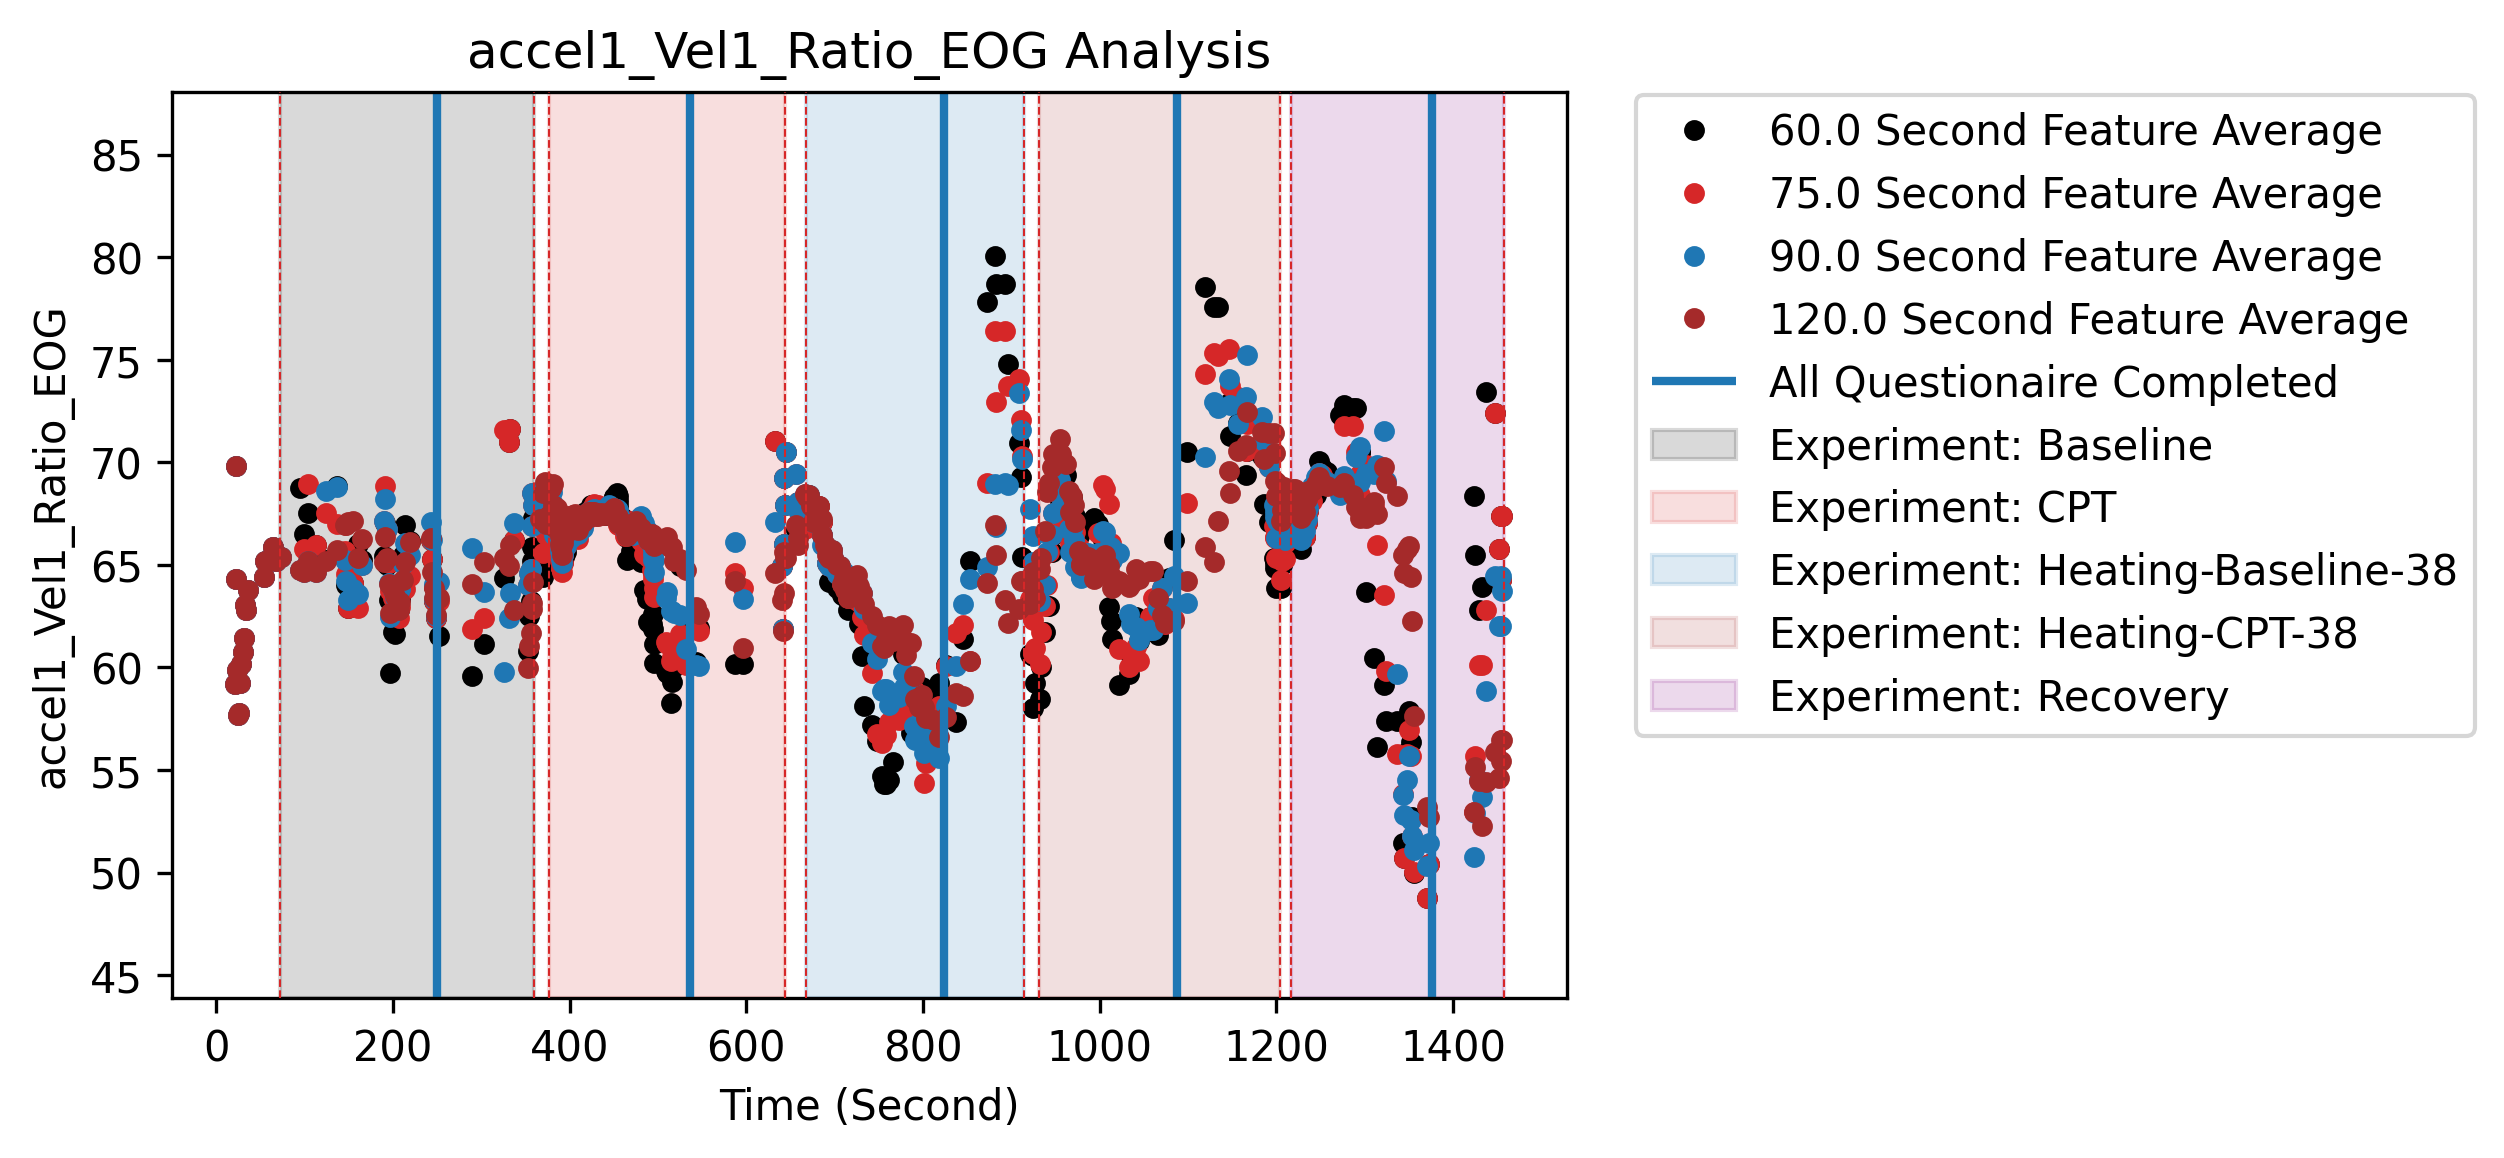 accel1_Vel1_Ratio_EOG Analysis
accel1_Vel1_Ratio_EOG
85
80
75
70
65
60
55
50
45
0 200 400 600 800 1000 1200 1400
Time (Second)
60.0 Second Feature Average
75.0 Second Feature Average
90.0 Second Feature Average
120.0 Second Feature Average
All Questionaire Completed
Experiment: Baseline
Experiment: CPT
Experiment: Heating-Baseline-38
Experiment: Heating-CPT-38
Experiment: Recovery